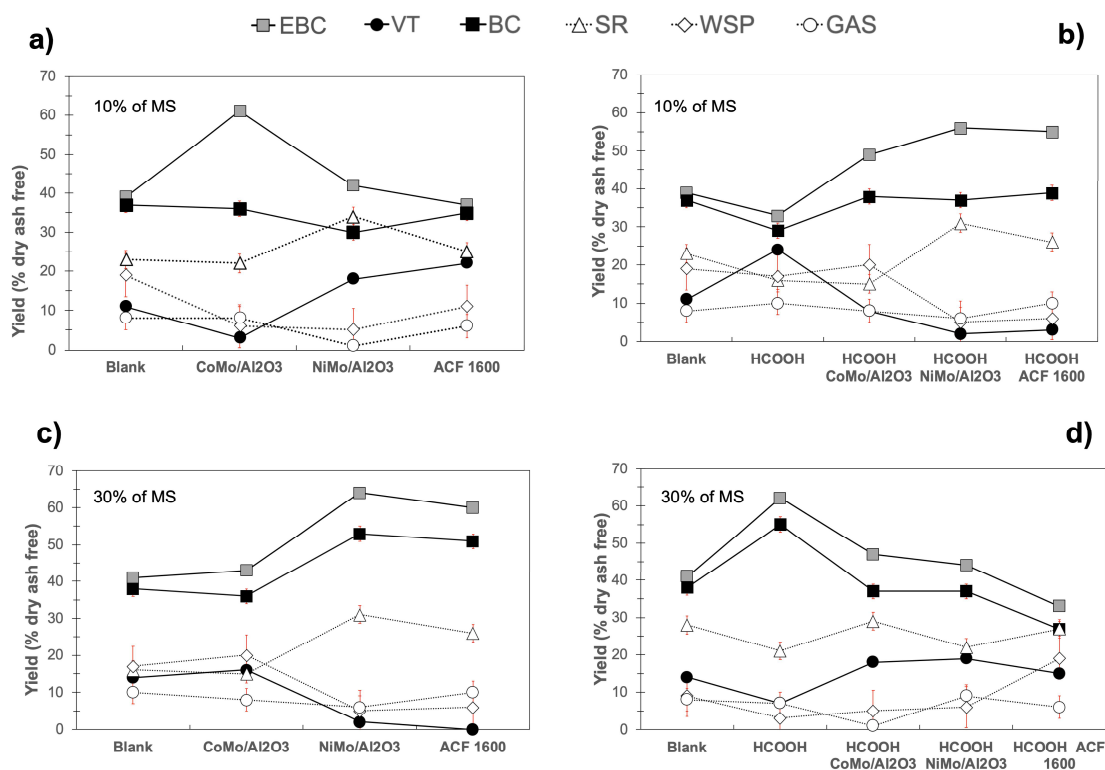 EBC VT BC SR WSP GAS
a)
70
60
50
40
30
20
10
0
Yield (% dry ash free)
10% of MS
Blank CoMo/Al2O3 NiMo/Al2O3 ACF 1600
b)
70
60
50
40
30
20
10
0
Yield (% dry ash free)
10% of MS
Blank HCOOH HCOOH HCOOH HCOOH
CoMo/Al2O3 NiMo/Al2O3 ACF 1600
c)
70
60
50
40
30
20
10
0
Yield (% dry ash free)
30% of MS
Blank CoMo/Al2O3 NiMo/Al2O3 ACF 1600
d)
70
60
50
40
30
20
10
0
Yield (% dry ash free)
30% of MS
Blank HCOOH HCOOH HCOOH HCOOH ACF
CoMo/Al2O3 NiMo/Al2O3 1600